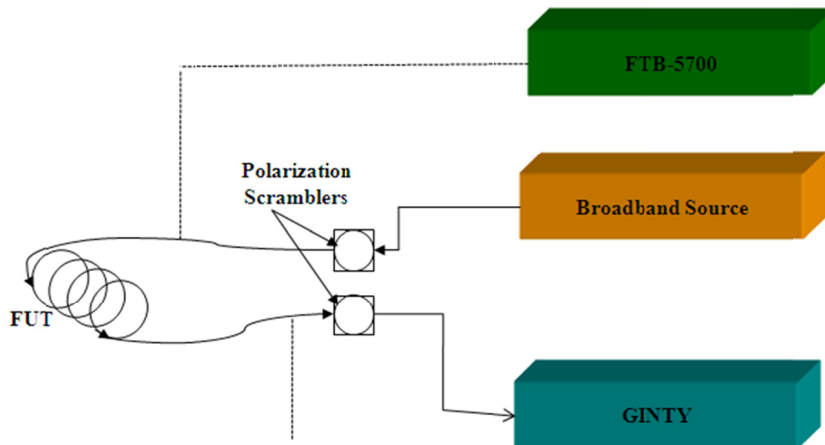 FTB-5700
Polarization
Scramblers
Broadband Source
FUT
GINTY